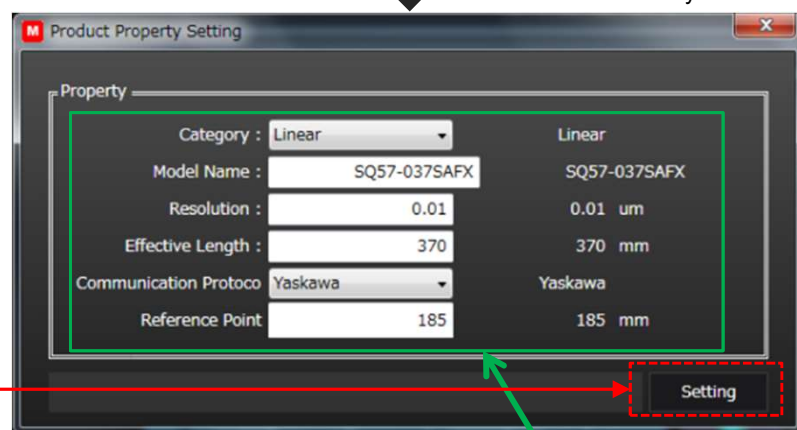 M Product Property Setting X
Property
Category : Linear Linear
Model Name : SQ57-037SAFX SQ57-037SAFX
Resolution : 0.01 0.01 um
Effective Length : 370 370 mm
Communication Protoco Yaskawa Yaskawa
Reference Point 185 185 mm
Setting